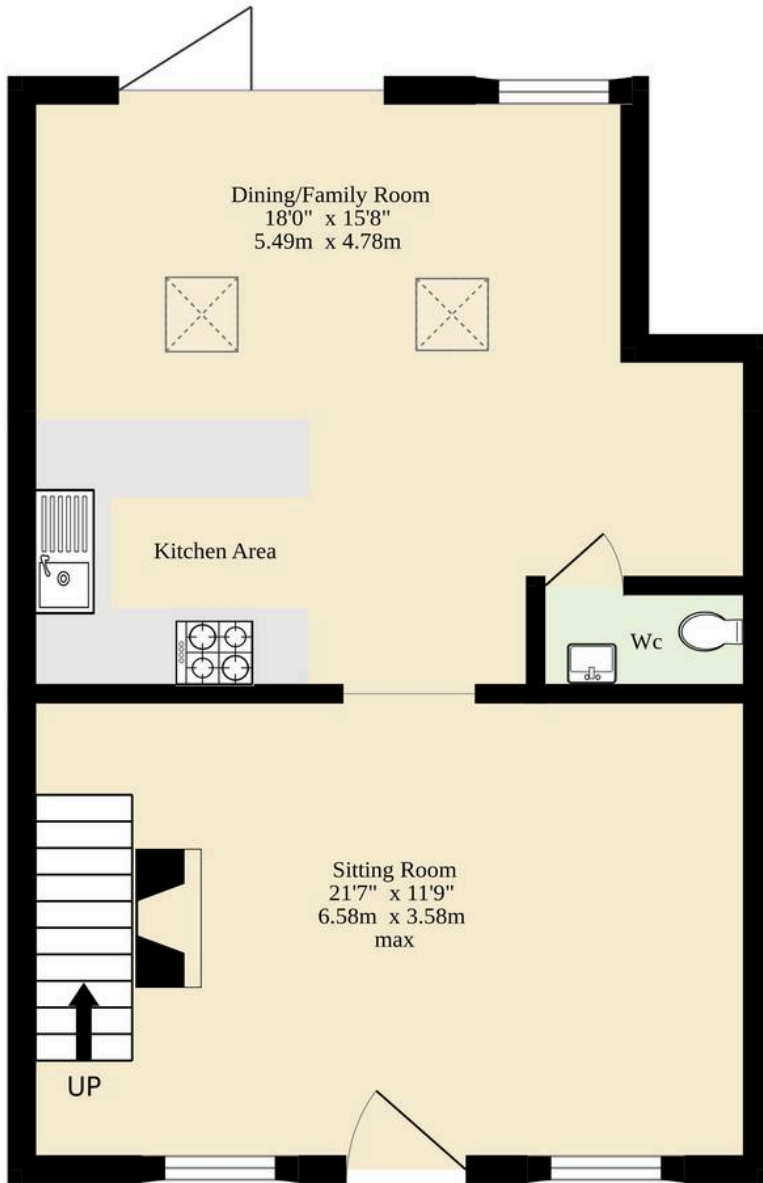 Dining/Family Room
18'0" x 15'8"
5.49m x 4.78m
Kitchen Area
Wc
Sitting Room
21'7" x 11'9"
6.58m x 3.58m
max
UP